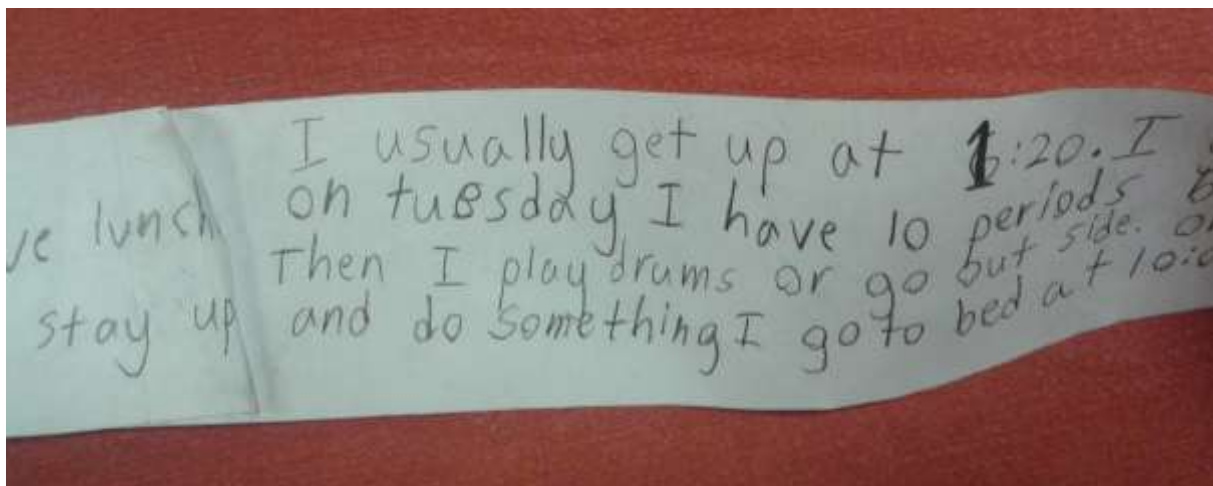 I usually get up at :20. I
lunch on tuesday I have 10 periods
Then I play drums or go out side.
stay up and do something I go to bed at